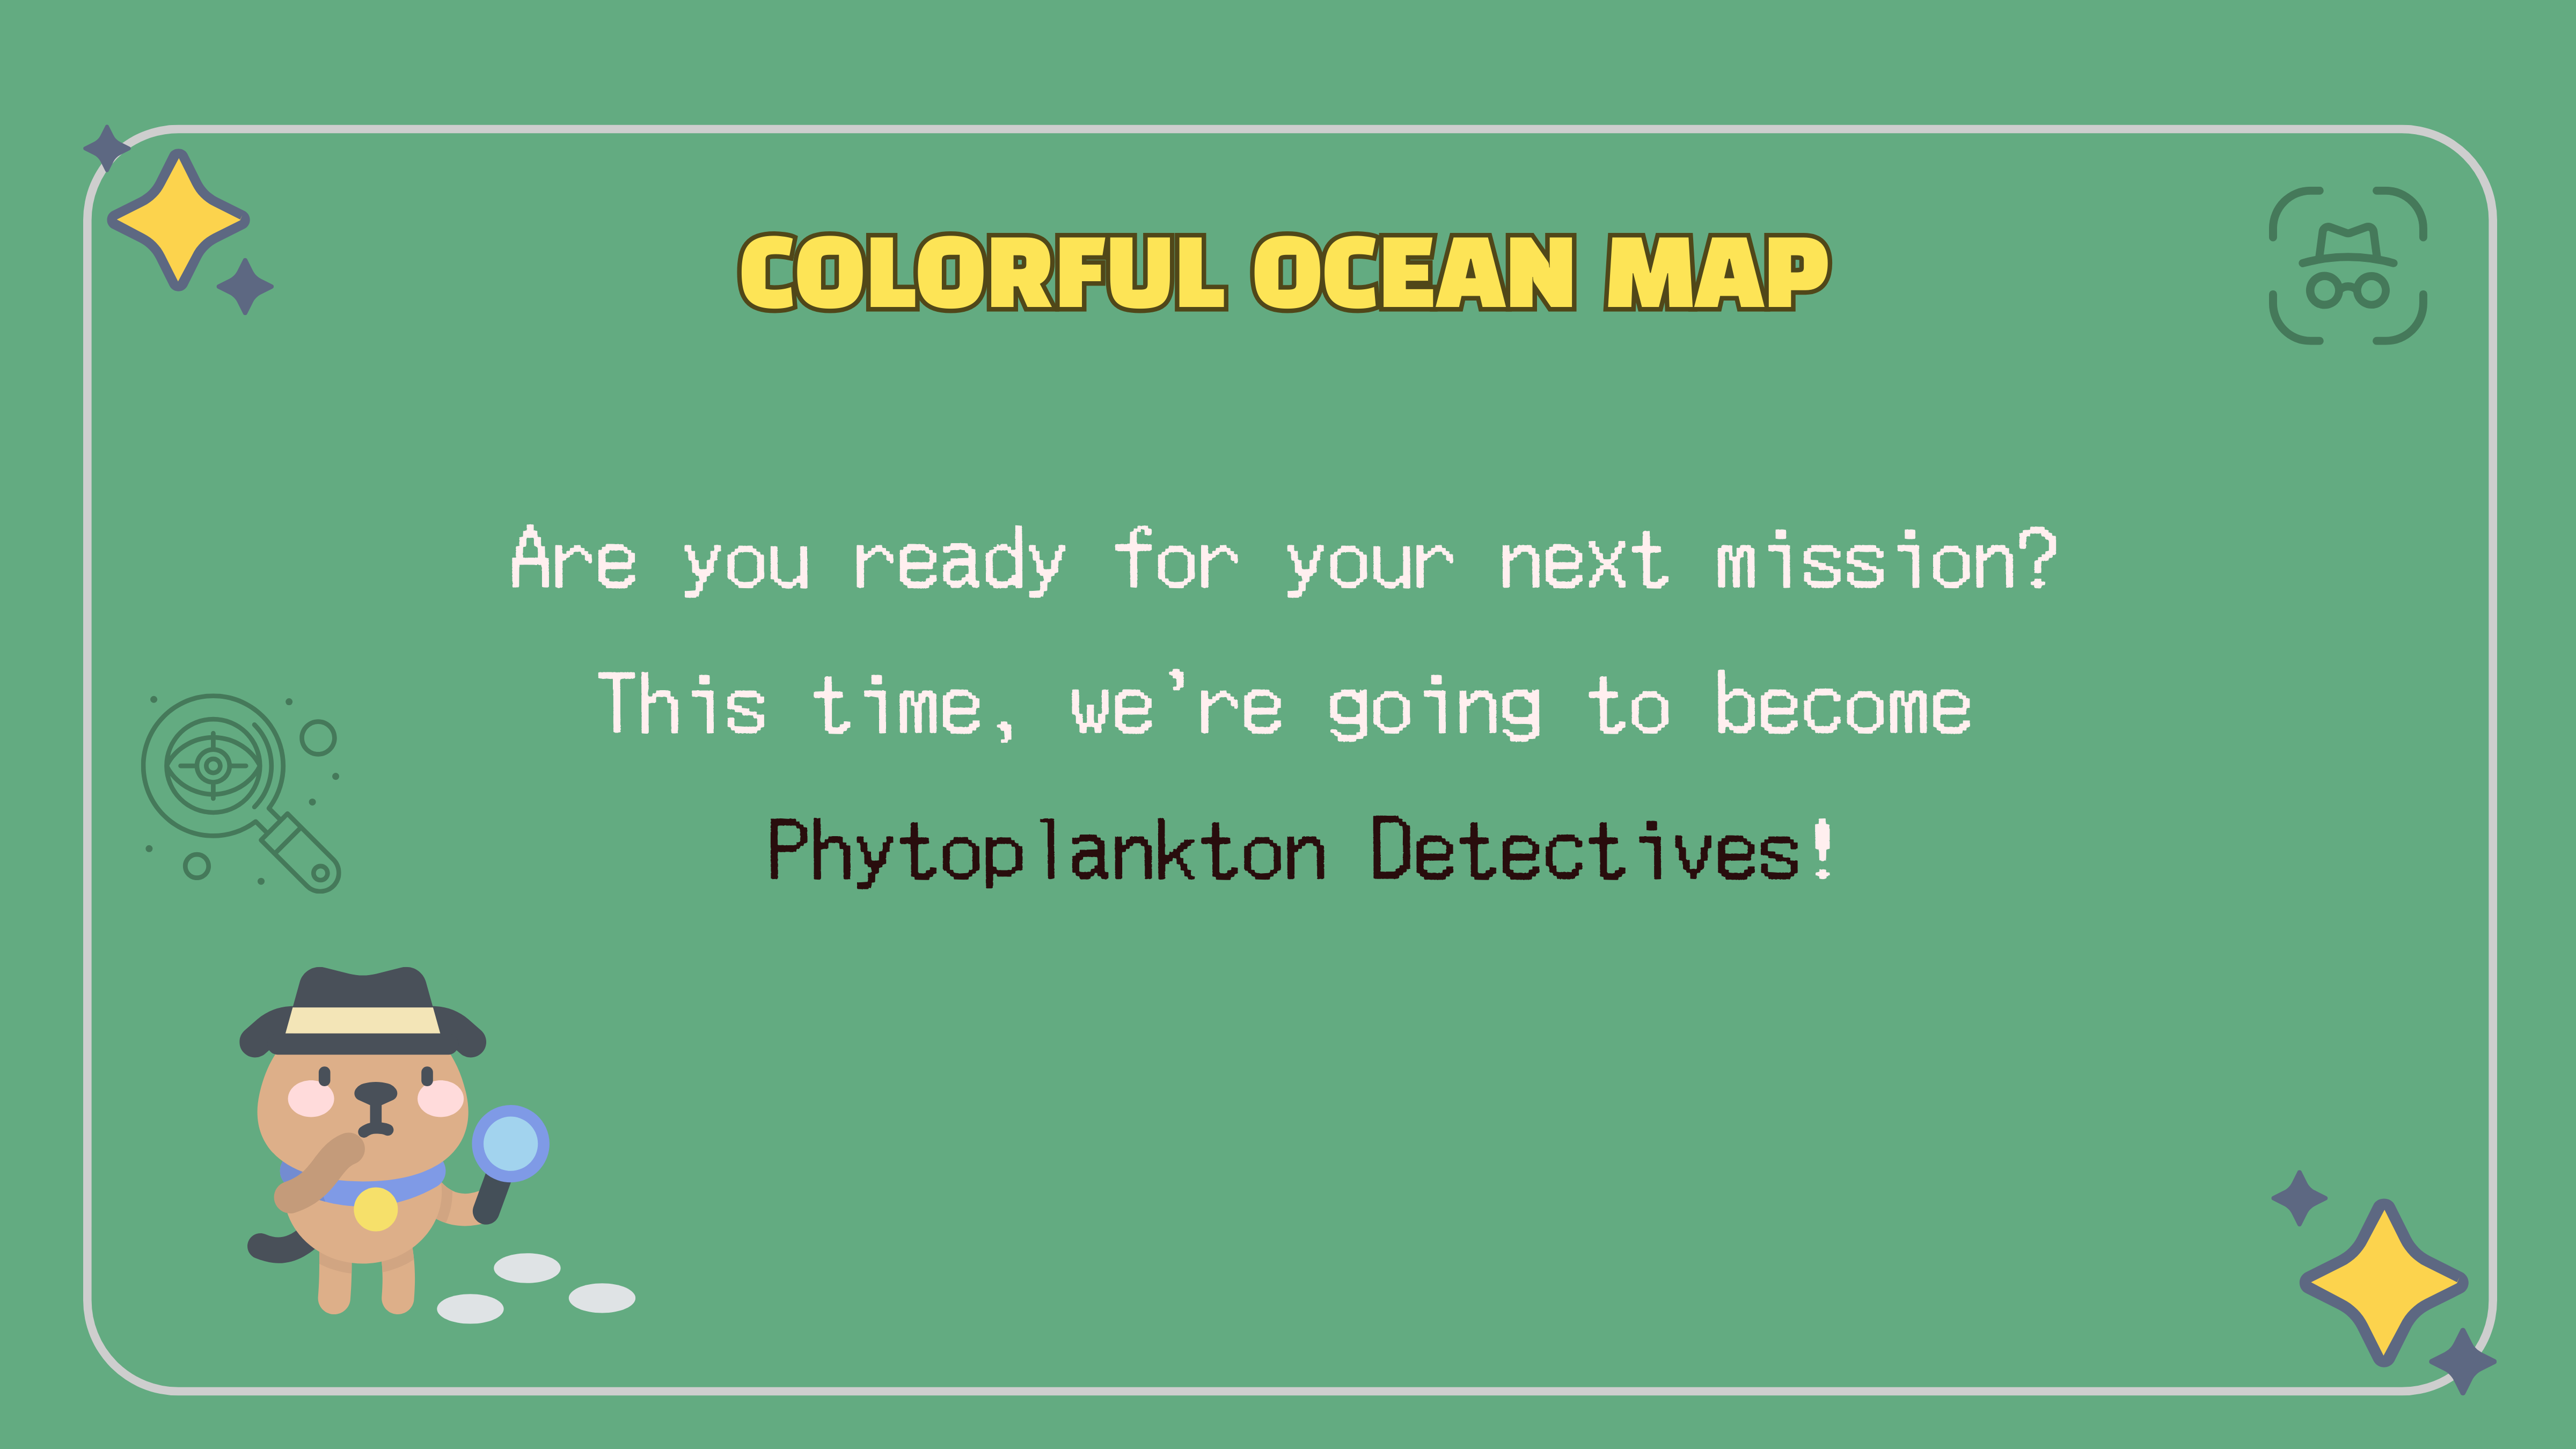 COLORFUL OCEAN MAP
Are you ready for your next mission?
This time, we’re going to become
Phytoplankton Detectives!